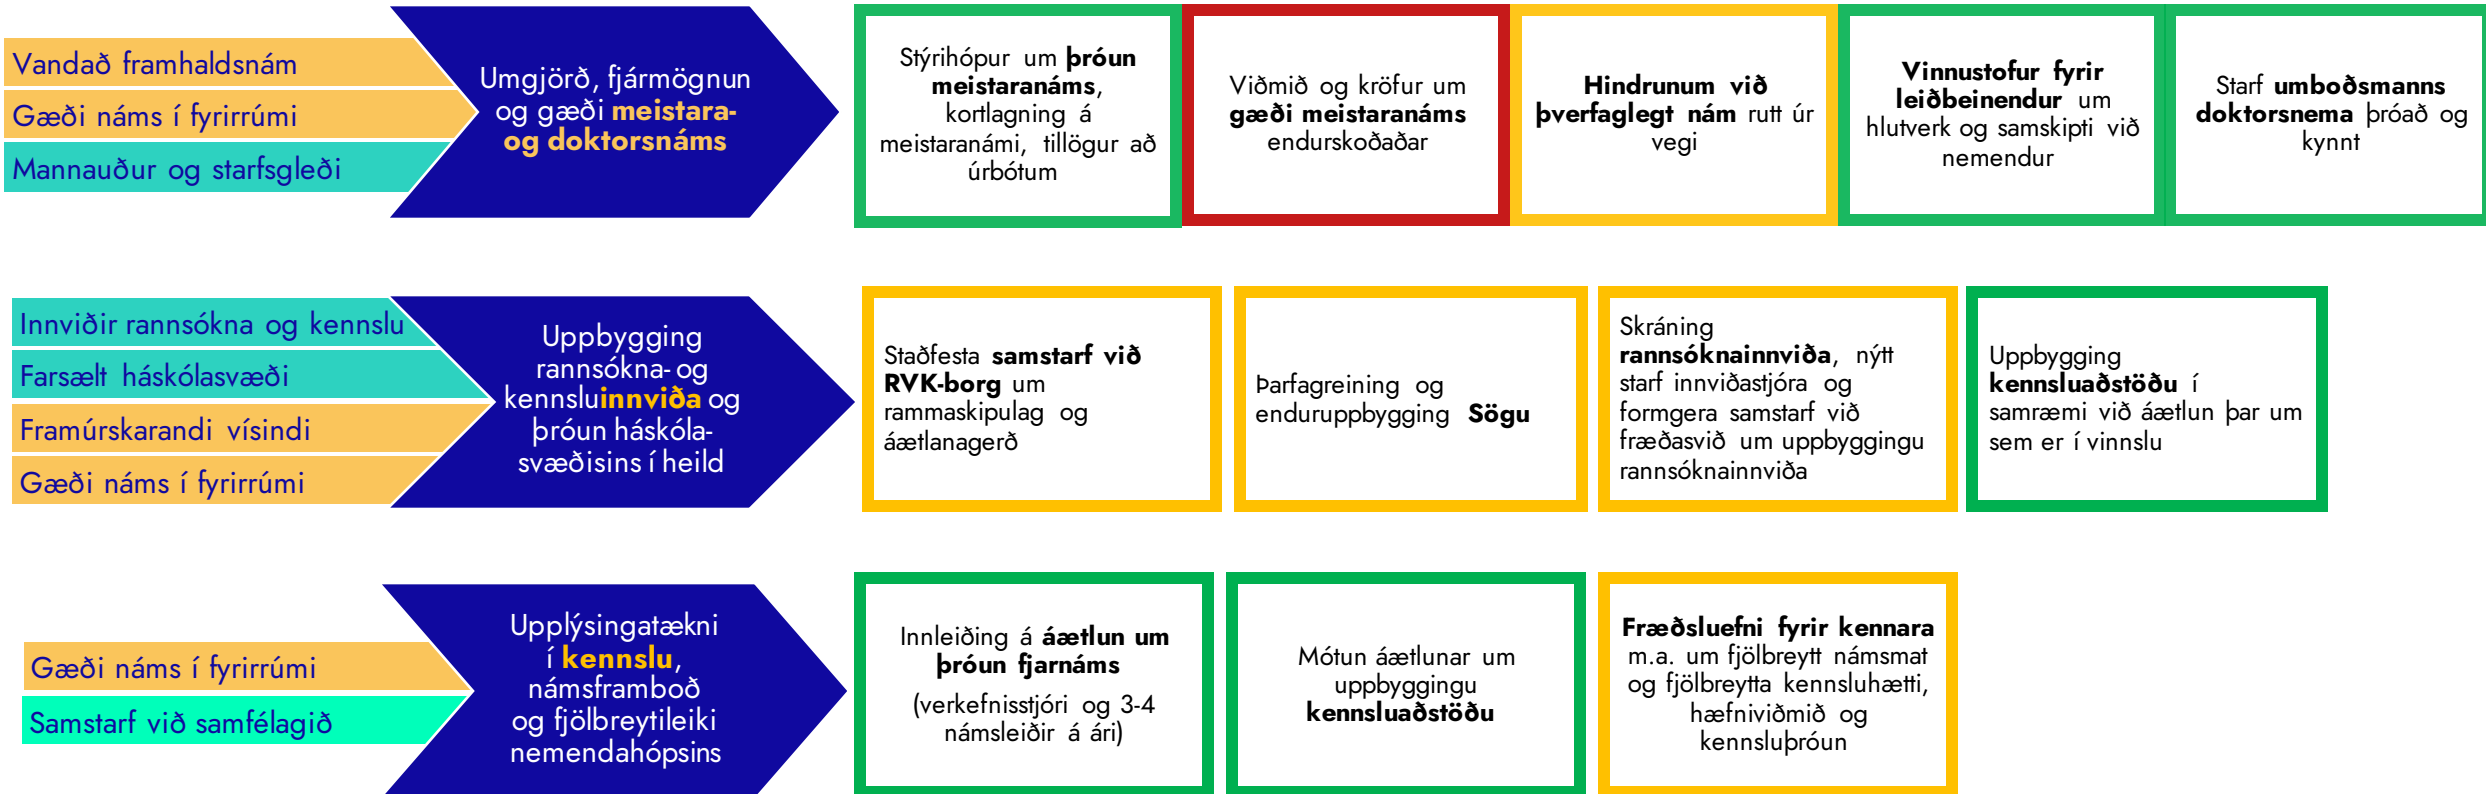 Vandað framhaldsnám
Gæði náms í fyrirrúmi
Mannauður og starfsgleði
Umgjörð, fjármögnun
og gæði meistara-
og doktorsnáms
Stýrihópur um þróun
meistaranáms,
kortlagning á
meistaranámi, tillögur að
úrbótum
Viðmið og kröfur um
gæði meistaranáms
endurskoðaðar
Hindrunum við
þverfaglegt nám rutt úr
vegi
Vinnustofur fyrir
leiðbeinendur um
hlutverk og samskipti við
nemendur
Starf umboðsmanns
doktorsnema þróað og
kynnt
Innviðir rannsókna og kennslu
Farsælt háskólasvæði
Framúrskarandi vísindi
Gæði náms í fyrirrúmi
Uppbygging
rannsókna- og
kennsluinnviða og
þróun háskóla-
svæðisins í heild
Staðfesta samstarf við
RVK-borg um
rammaskipulag og
áætlanagerð
Þarfagreining og
enduruppbygging Sögu
Skráning
rannsóknainnviða, nýtt
starf innviðastjóra og
formgera samstarf við
fræðasvið um uppbyggingu
rannsóknainnviða
Uppbygging
kennsluaðstöðu í
samræmi við áætlun þar um
sem er í vinnslu
Gæði náms í fyrirrúmi
Samstarf við samfélagið
Upplýsingatækni
í kennslu,
námsframboð
og fjölbreytileiki
nemendahópsins
Innleiðing á áætlun um
þróun fjarnáms
(verkefnisstjóri og 3-4
námsleiðir á ári)
Mótun áætlunar um
uppbyggingu
kennsluaðstöðu
Fræðsluefni fyrir kennara
m.a. um fjölbreytt námsmat
og fjölbreytta kennsluhætti,
hæfniviðmið og
kennsluþróun